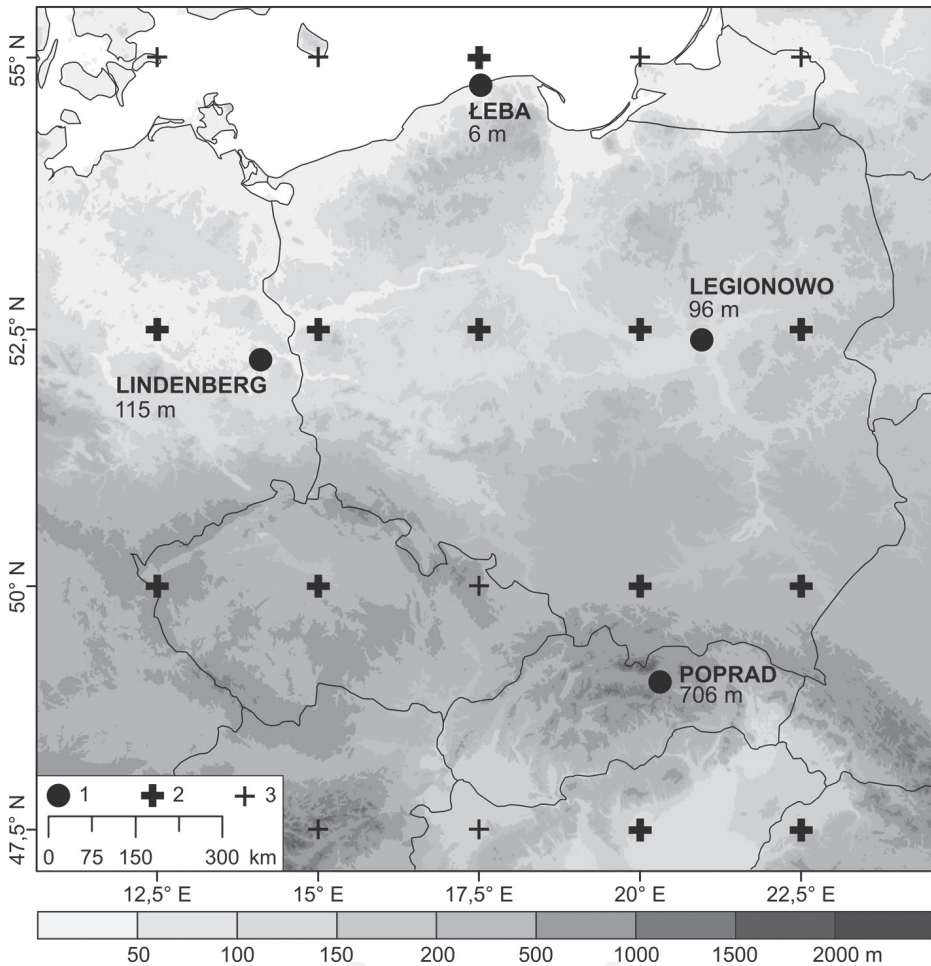 55° N
ŁEBA
6 m
LEGIONOWO
96 m
52,5° N
LINDENBERG
115 m
50° N
POPRAD
706 m
1 2 3
0 75 150 300 km
47,5° N
12,5° E 15° E 17,5° E 20° E 22,5° E
50 100 150 200 500 1000 1500 2000 m